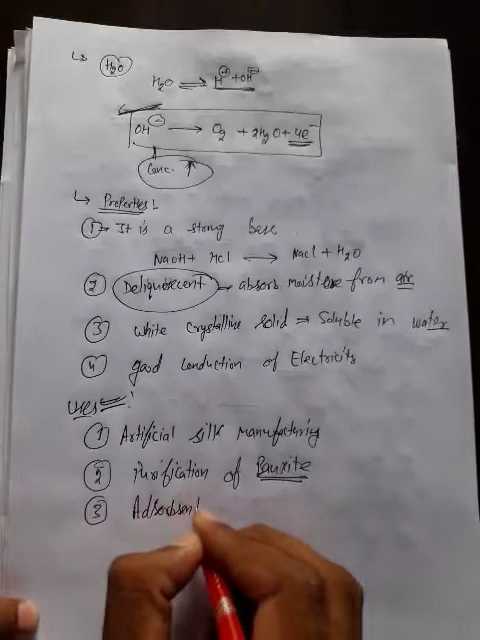 ↳ H₂O
H₂O ⇌ H⁺ + OH⁻
OH⁻ → O₂ + 2H₂O + 4e⁻
Conc. ↑
↳ Properties!
① → It is a strong base
NaOH + HCl ⟷ NaCl + H₂O
② Deliquescent → absorb moisture from air
③ white crystalline solid ⇒ Soluble in water
④ good conduction of Electricity
uses :
① Artificial silk manufacturing
② Purification of Bauxite
③ Adsorbsent